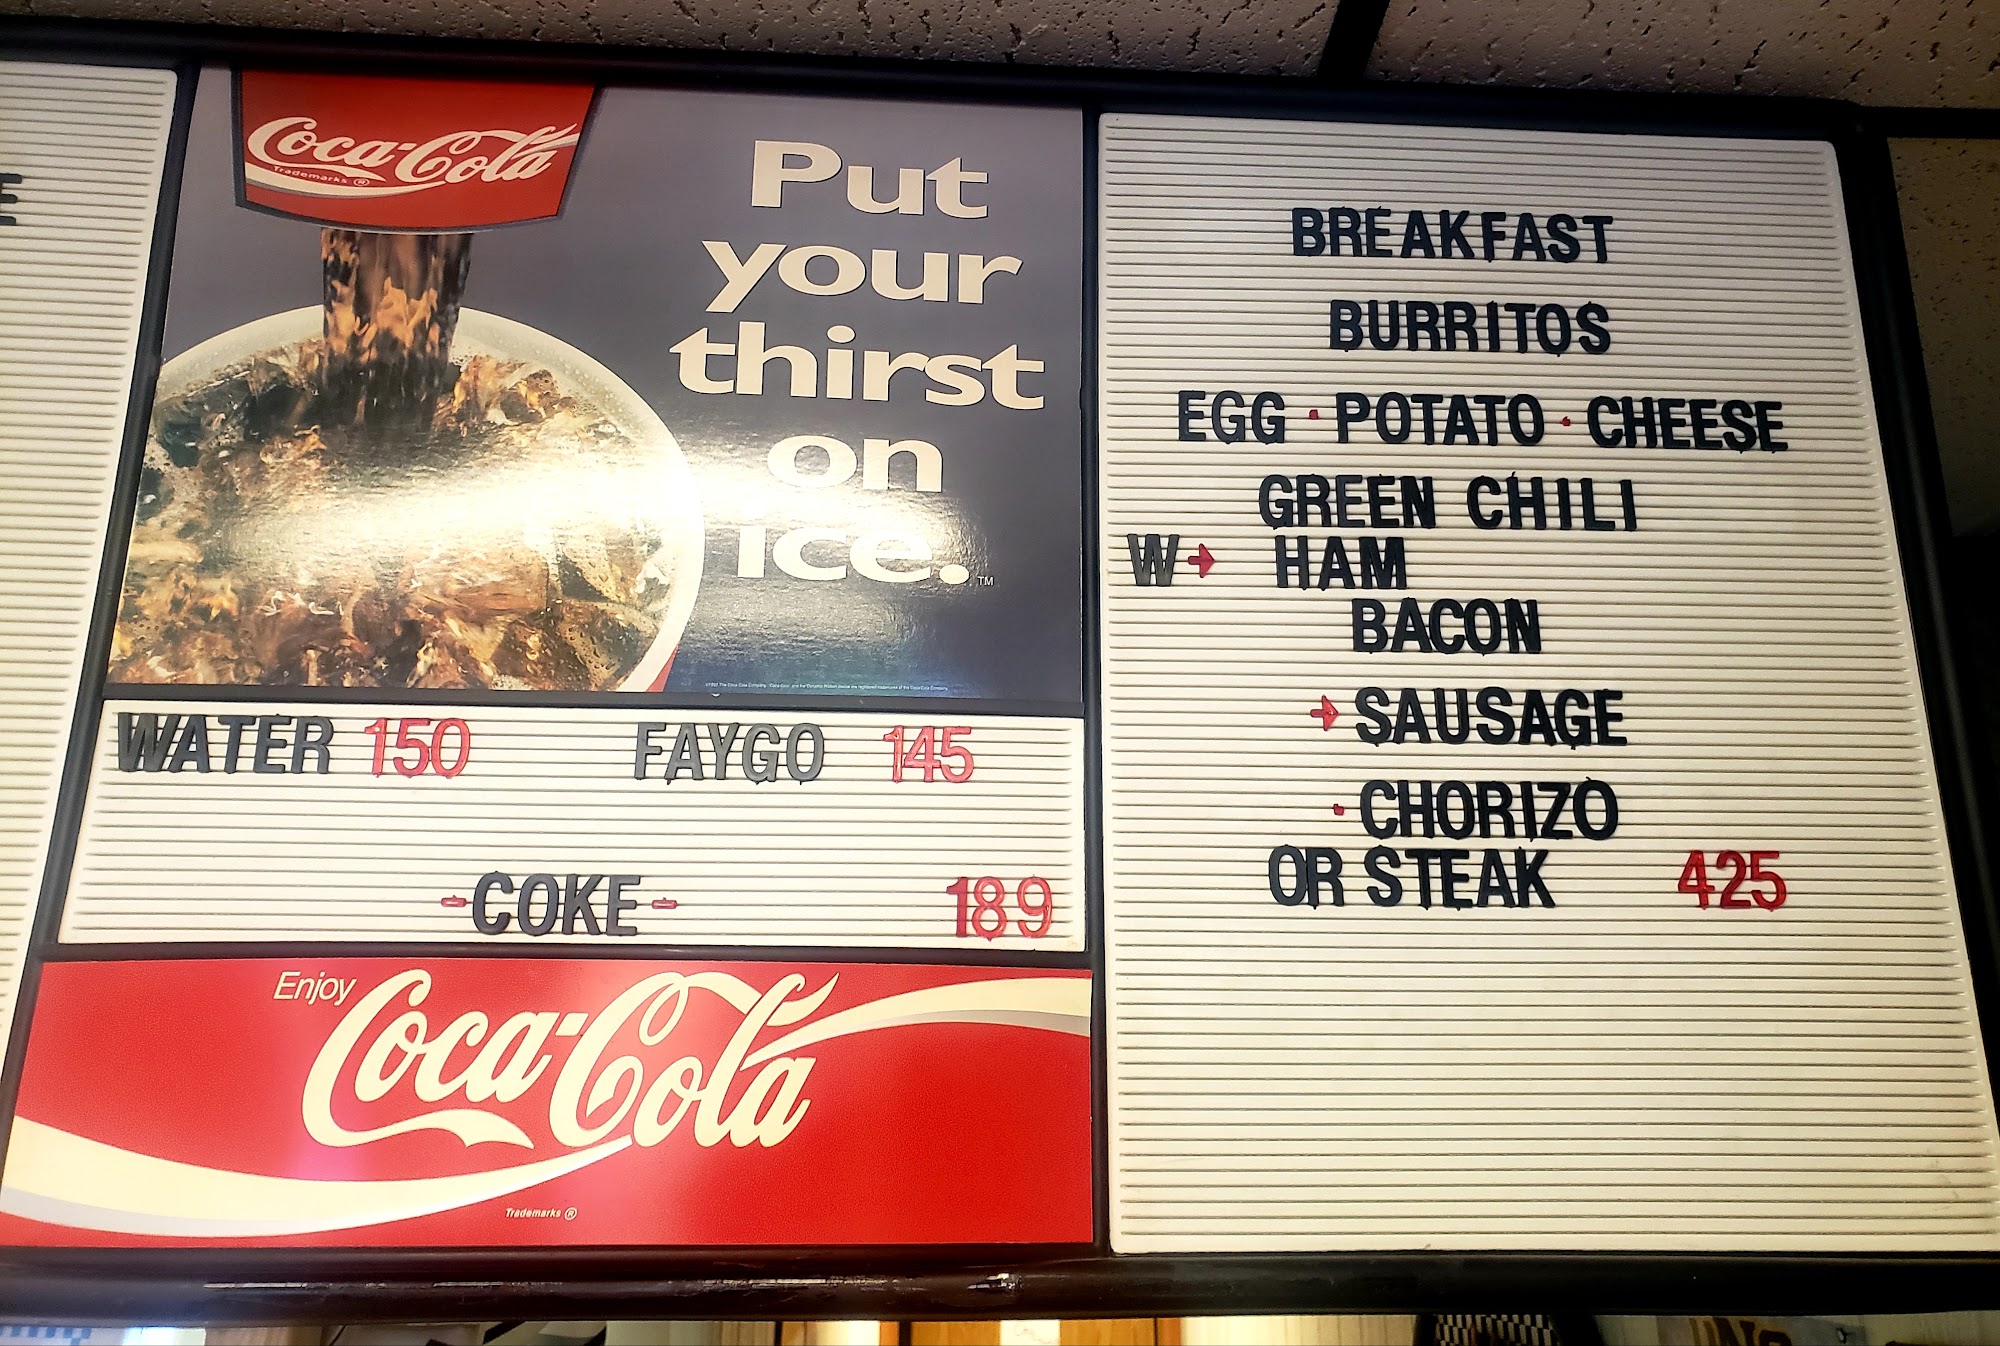 E
Coca-Cola
Trademarks ®
Put
your
thirst
on
ice.™
WATER 150 FAYGO 145
-COKE- 189
Enjoy
Coca-Cola
Trademarks ®
BREAKFAST
BURRITOS
EGG · POTATO · CHEESE
GREEN CHILI
W→ HAM
BACON
→ SAUSAGE
· CHORIZO
OR STEAK 425